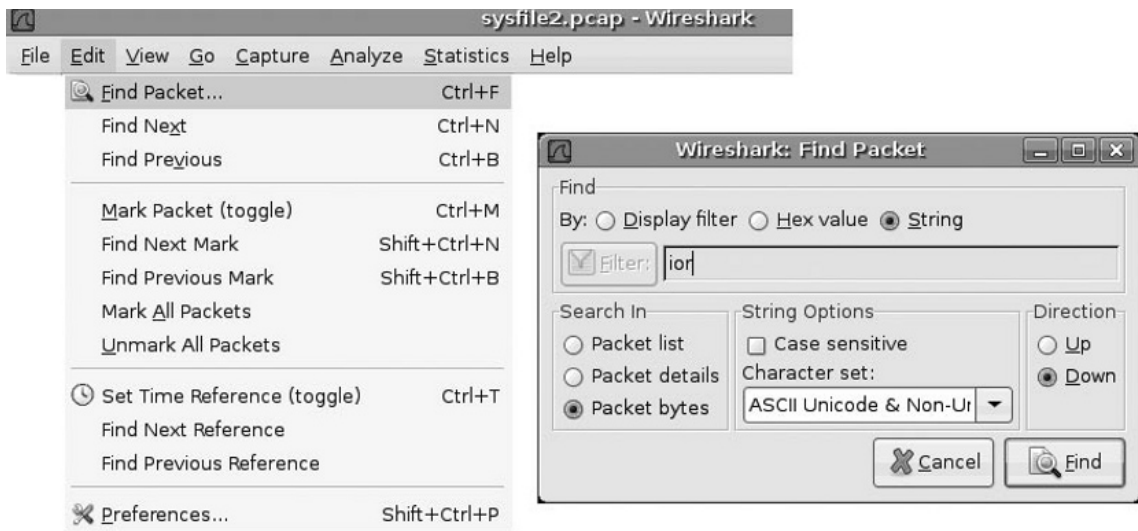 sysfile2.pcap - Wireshark
File Edit View Go Capture Analyze Statistics Help
Find Packet... Ctrl+F
Find Next Ctrl+N
Find Previous Ctrl+B
Mark Packet (toggle) Ctrl+M
Find Next Mark Shift+Ctrl+N
Find Previous Mark Shift+Ctrl+B
Mark All Packets
Unmark All Packets
Set Time Reference (toggle) Ctrl+T
Find Next Reference
Find Previous Reference
Preferences... Shift+Ctrl+P
Wireshark: Find Packet
Find
By: Display filter Hex value String
Filter: ior
Search In
Packet list
Packet details
Packet bytes
String Options
Case sensitive
Character set:
ASCII Unicode & Non-Ur
Direction
Up
Down
Cancel Find